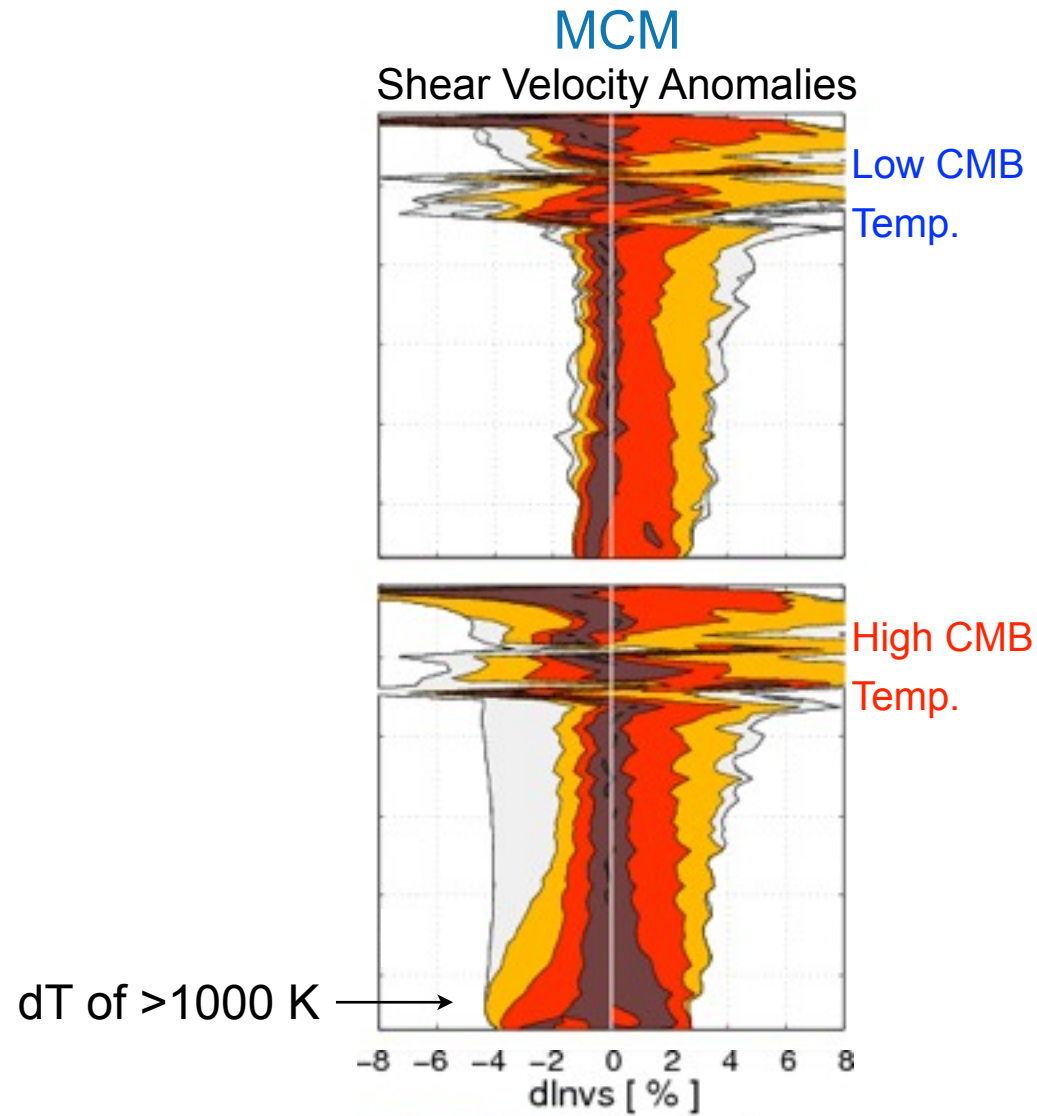 MCM
Shear Velocity Anomalies
Low CMB
Temp.
High CMB
Temp.
dT of >1000 K
−8 −6 −4 −2 0 2 4 6 8
dlnvs [ % ]